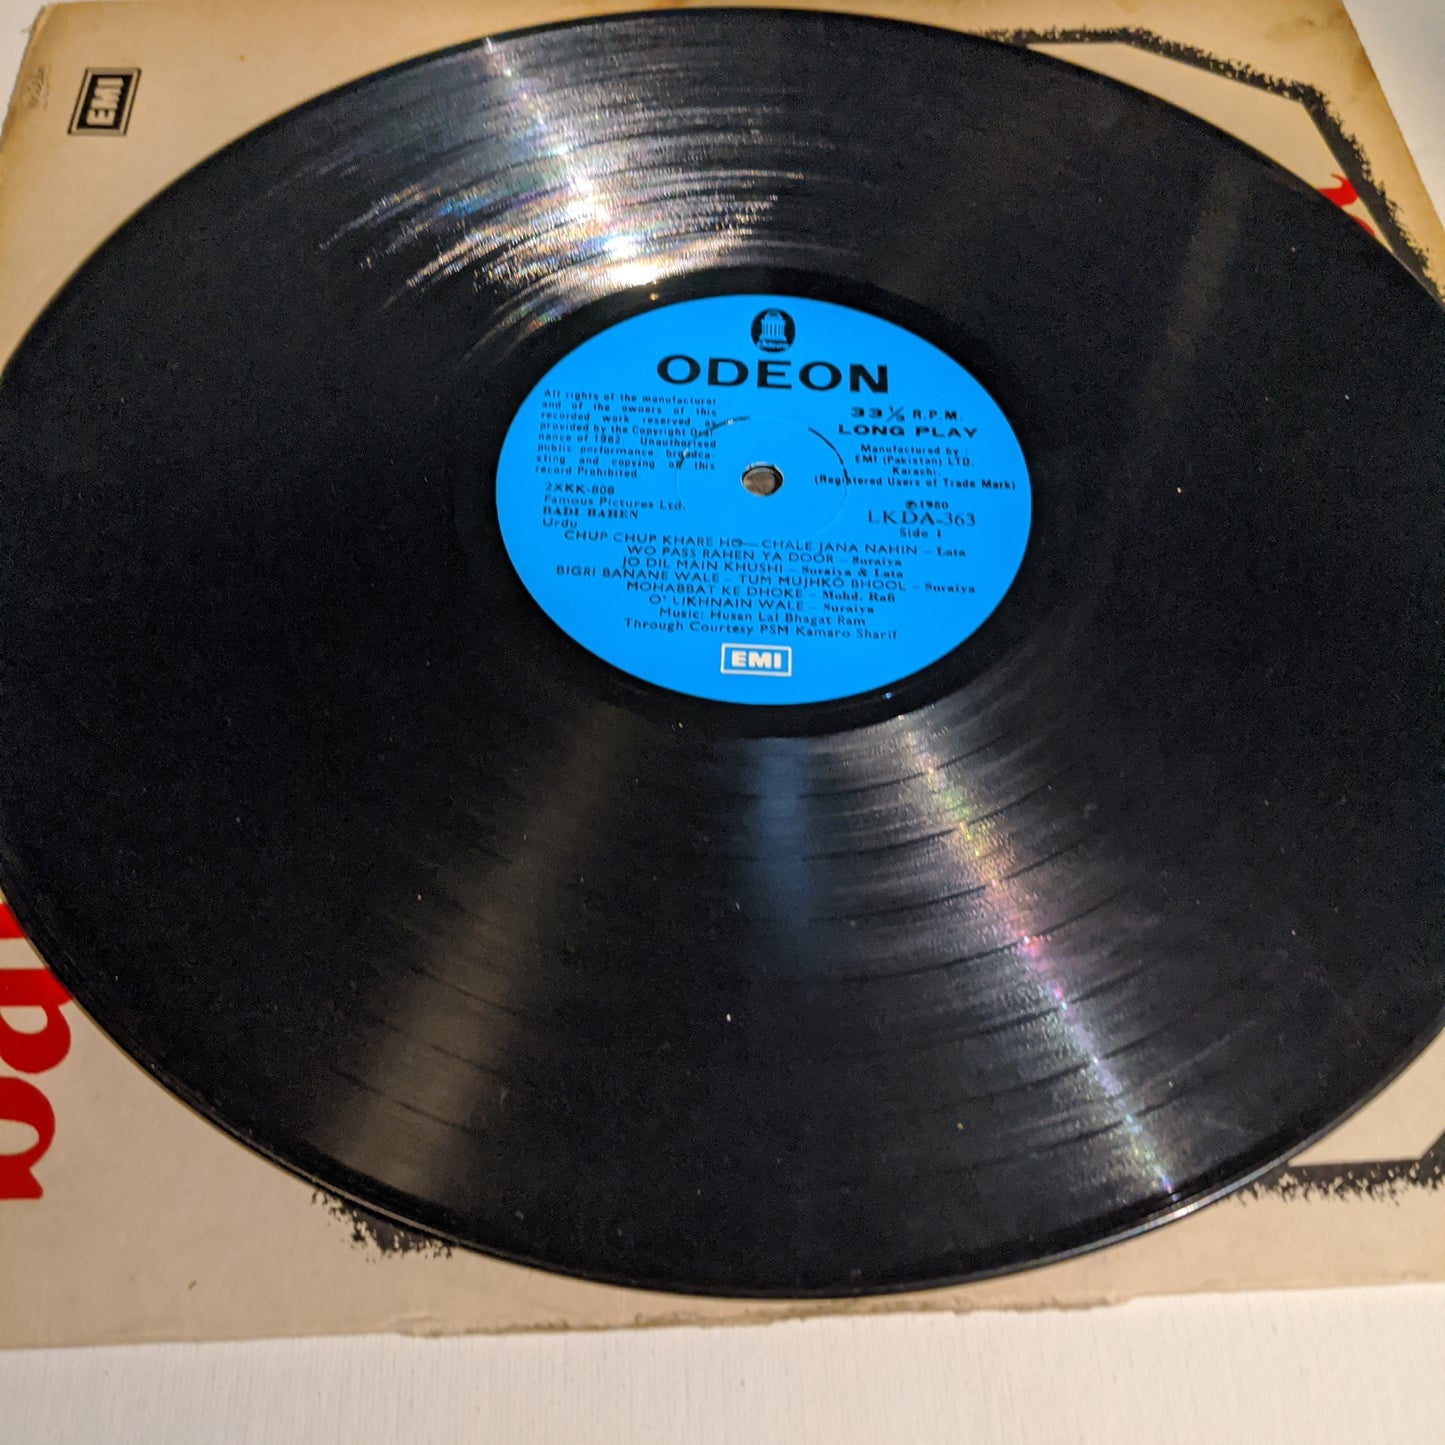 EMI
ODEON
All rights of the manufacturer
and of the owners of this
recorded work reserved as
provided by the Copyright Ordi-
nance of 1962. Unauthorised
public performance, broadca-
sting and copying of this
record Prohibited.
33⅓ R.P.M.
LONG PLAY
Manufactured by :
EMI (Pakistan) LTD.
Karachi.
(Registered Users of Trade Mark)
2XKK-808
Famous Pictures Ltd.
BADI BAHEN
Urdu
℗1980
LKDA-363
Side 1
CHUP CHUP KHARE HO— CHALE JANA NAHIN – Lata
WO PASS RAHEN YA DOOR – Suraiya
JO DIL MAIN KHUSHI – Suraiya & Lata
BIGRI BANANE WALE – TUM MUJHKO BHOOL – Suraiya
MOHABBAT KE DHOKE – Mohd. Rafi
O' LIKHNAIN WALE – Suraiya
Music: Husan Lal Bhagat Ram
Through Courtesy PSM Kamaro Sharif
EMI